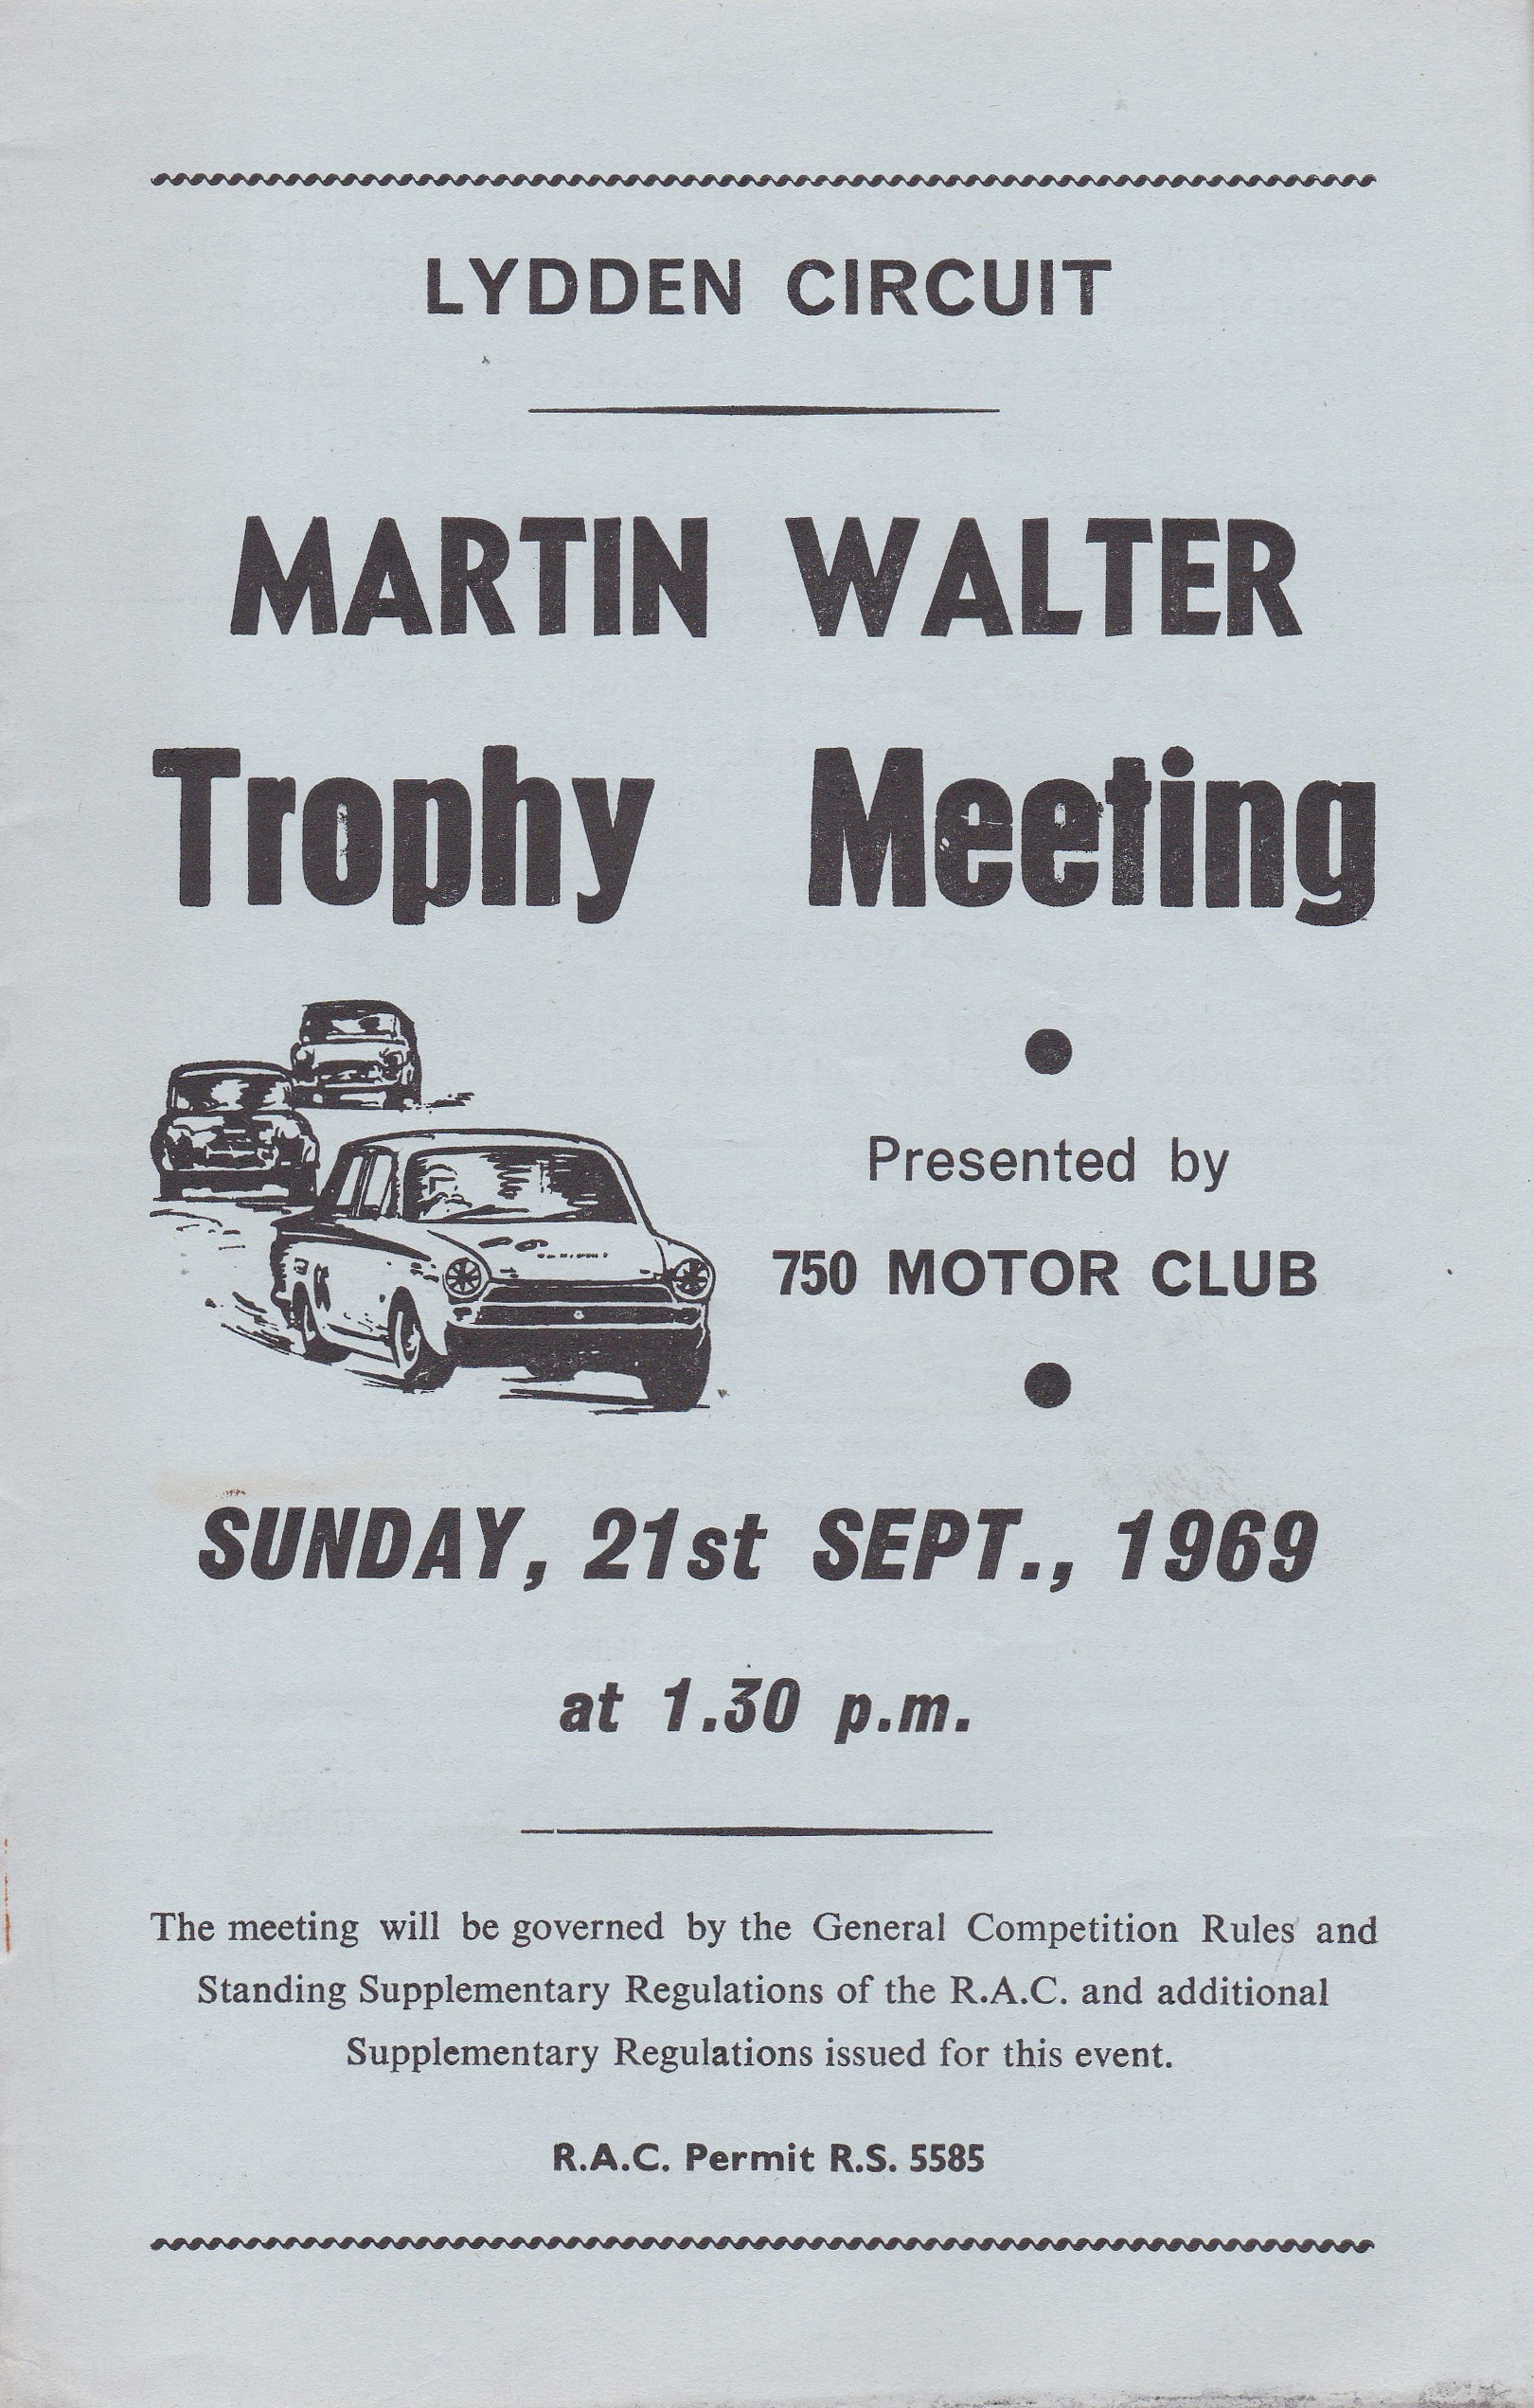 LYDDEN CIRCUIT
MARTIN WALTER
Trophy Meeting
Presented by
750 MOTOR CLUB
SUNDAY, 21st SEPT., 1969
at 1.30 p.m.
The meeting will be governed by the General Competition Rules and
Standing Supplementary Regulations of the R.A.C. and additional
Supplementary Regulations issued for this event.
R.A.C. Permit R.S. 5585